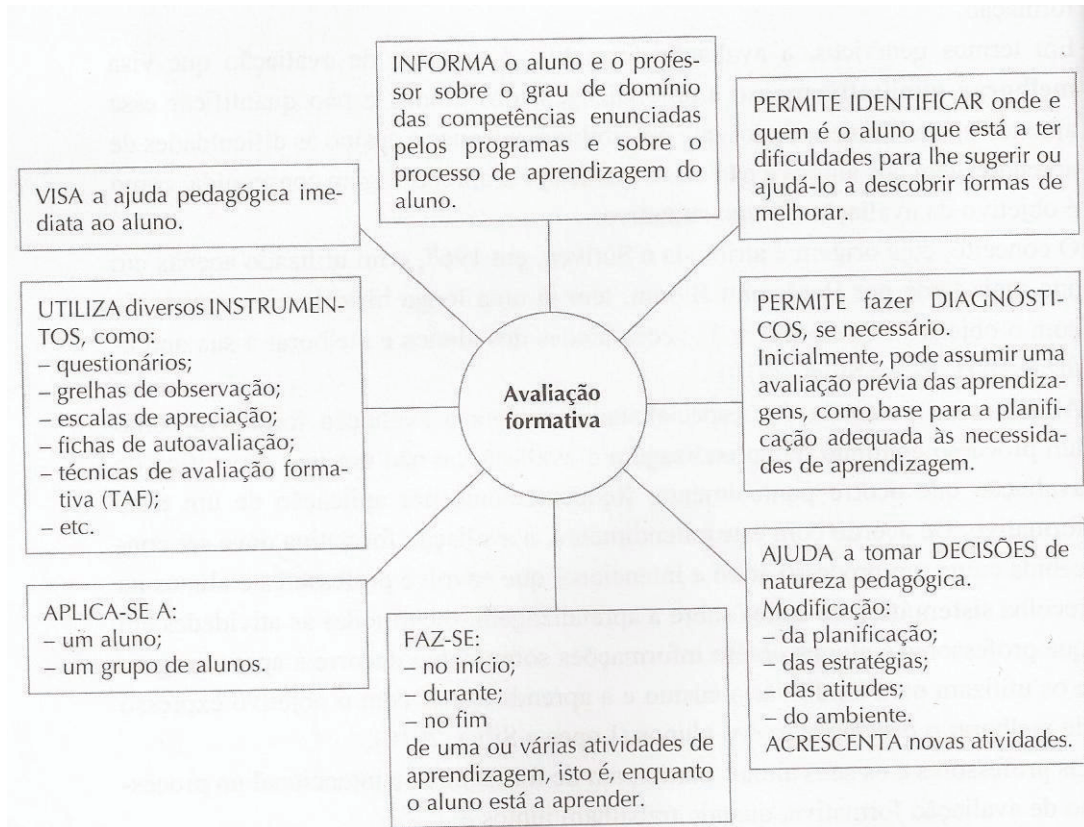 INFORMA o aluno e o profes-
sor sobre o grau de domínio
das competências enunciadas
pelos programas e sobre o
processo de aprendizagem do
aluno.
PERMITE IDENTIFICAR onde e
quem é o aluno que está a ter
dificuldades para lhe sugerir ou
ajudá-lo a descobrir formas de
melhorar.
VISA a ajuda pedagógica ime-
diata ao aluno.
UTILIZA diversos INSTRUMEN-
TOS, como:
– questionários;
– grelhas de observação;
– escalas de apreciação;
– fichas de autoavaliação;
– técnicas de avaliação forma-
tiva (TAF);
– etc.
Avaliação
formativa
PERMITE fazer DIAGNÓSTI-
COS, se necessário.
Inicialmente, pode assumir uma
avaliação prévia das aprendiza-
gens, como base para a planifi-
cação adequada às necessida-
des de aprendizagem.
APLICA-SE A:
– um aluno;
– um grupo de alunos.
FAZ-SE:
– no início;
– durante;
– no fim
de uma ou várias atividades de
aprendizagem, isto é, enquanto
o aluno está a aprender.
AJUDA a tomar DECISÕES de
natureza pedagógica.
Modificação:
– da planificação;
– das estratégias;
– das atitudes;
– do ambiente.
ACRESCENTA novas atividades.